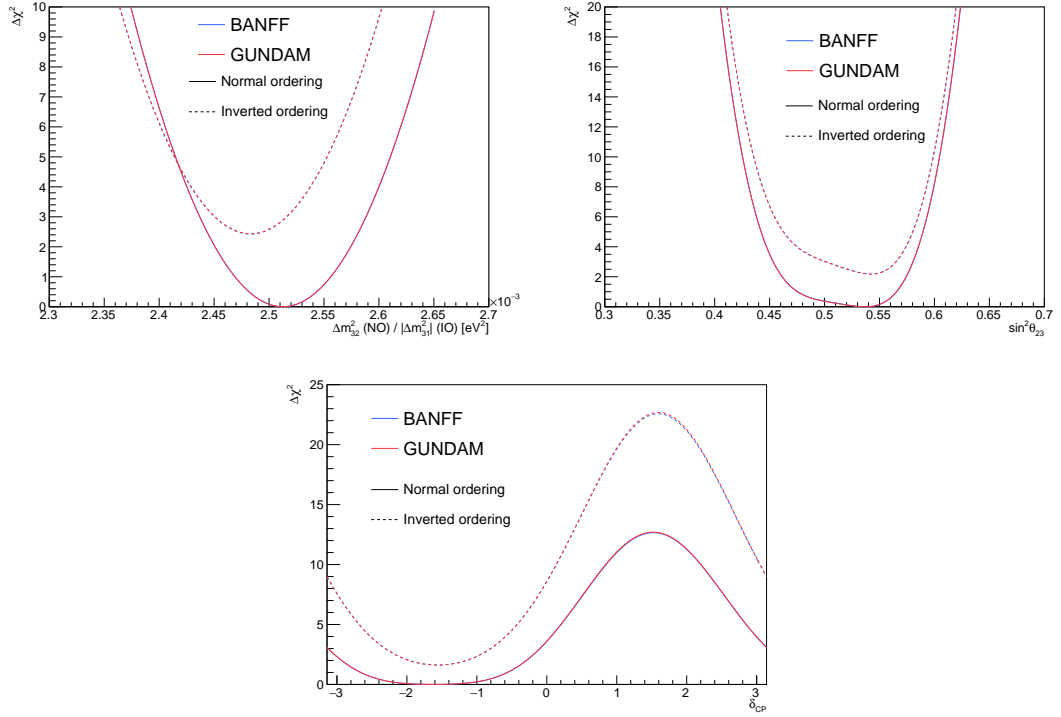 Δχ²
10
9
8
7
6
5
4
3
2
1
0
BANFF
GUNDAM
Normal ordering
Inverted ordering
2.3 2.35 2.4 2.45 2.5 2.55 2.6 2.65 2.7
×10⁻³
Δm²₃₂ (NO) / |Δm²₃₁| (IO) [eV²]
Δχ²
20
18
16
14
12
10
8
6
4
2
0
BANFF
GUNDAM
Normal ordering
Inverted ordering
0.3 0.35 0.4 0.45 0.5 0.55 0.6 0.65 0.7
sin²θ₂₃
Δχ²
25
20
15
10
5
0
BANFF
GUNDAM
Normal ordering
Inverted ordering
−3 −2 −1 0 1 2 3
δ_CP